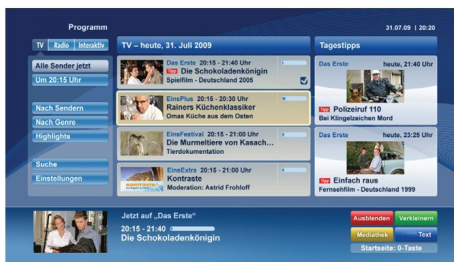 Programm
31.07.09 | 20:20
TV Radio Interaktiv
Alle Sender jetzt
Um 20:15 Uhr
Nach Sendern
Nach Genre
Highlights
Suche
Einstellungen
TV – heute, 31. Juli 2009
Das Erste 20:15 - 21:40 Uhr
Tipp Die Schokoladenkönigin
Spielfilm - Deutschland 2005
EinsPlus 20:15 - 20:30 Uhr
Rainers Küchenklassiker
Omas Küche aus dem Osten
EinsFestival 20:15 - 21:00 Uhr
Die Murmeltiere von Kasach...
Tierdokumentation
EinsExtra 20:15 - 21:00 Uhr
Kontraste
Moderation: Astrid Frohloff
kontraste
Tagestipps
Das Erste heute, 21:40 Uhr
Tipp Polizeiruf 110
Bei Klingelzeichen Mord
Das Erste heute, 23:25 Uhr
Tipp Einfach raus
Fernsehfilm - Deutschland 1999
Jetzt auf „Das Erste“
20:15 - 21:40
Die Schokoladenkönigin
Ausblenden Verkleinern
Mediathek Text
Startseite: 0-Taste